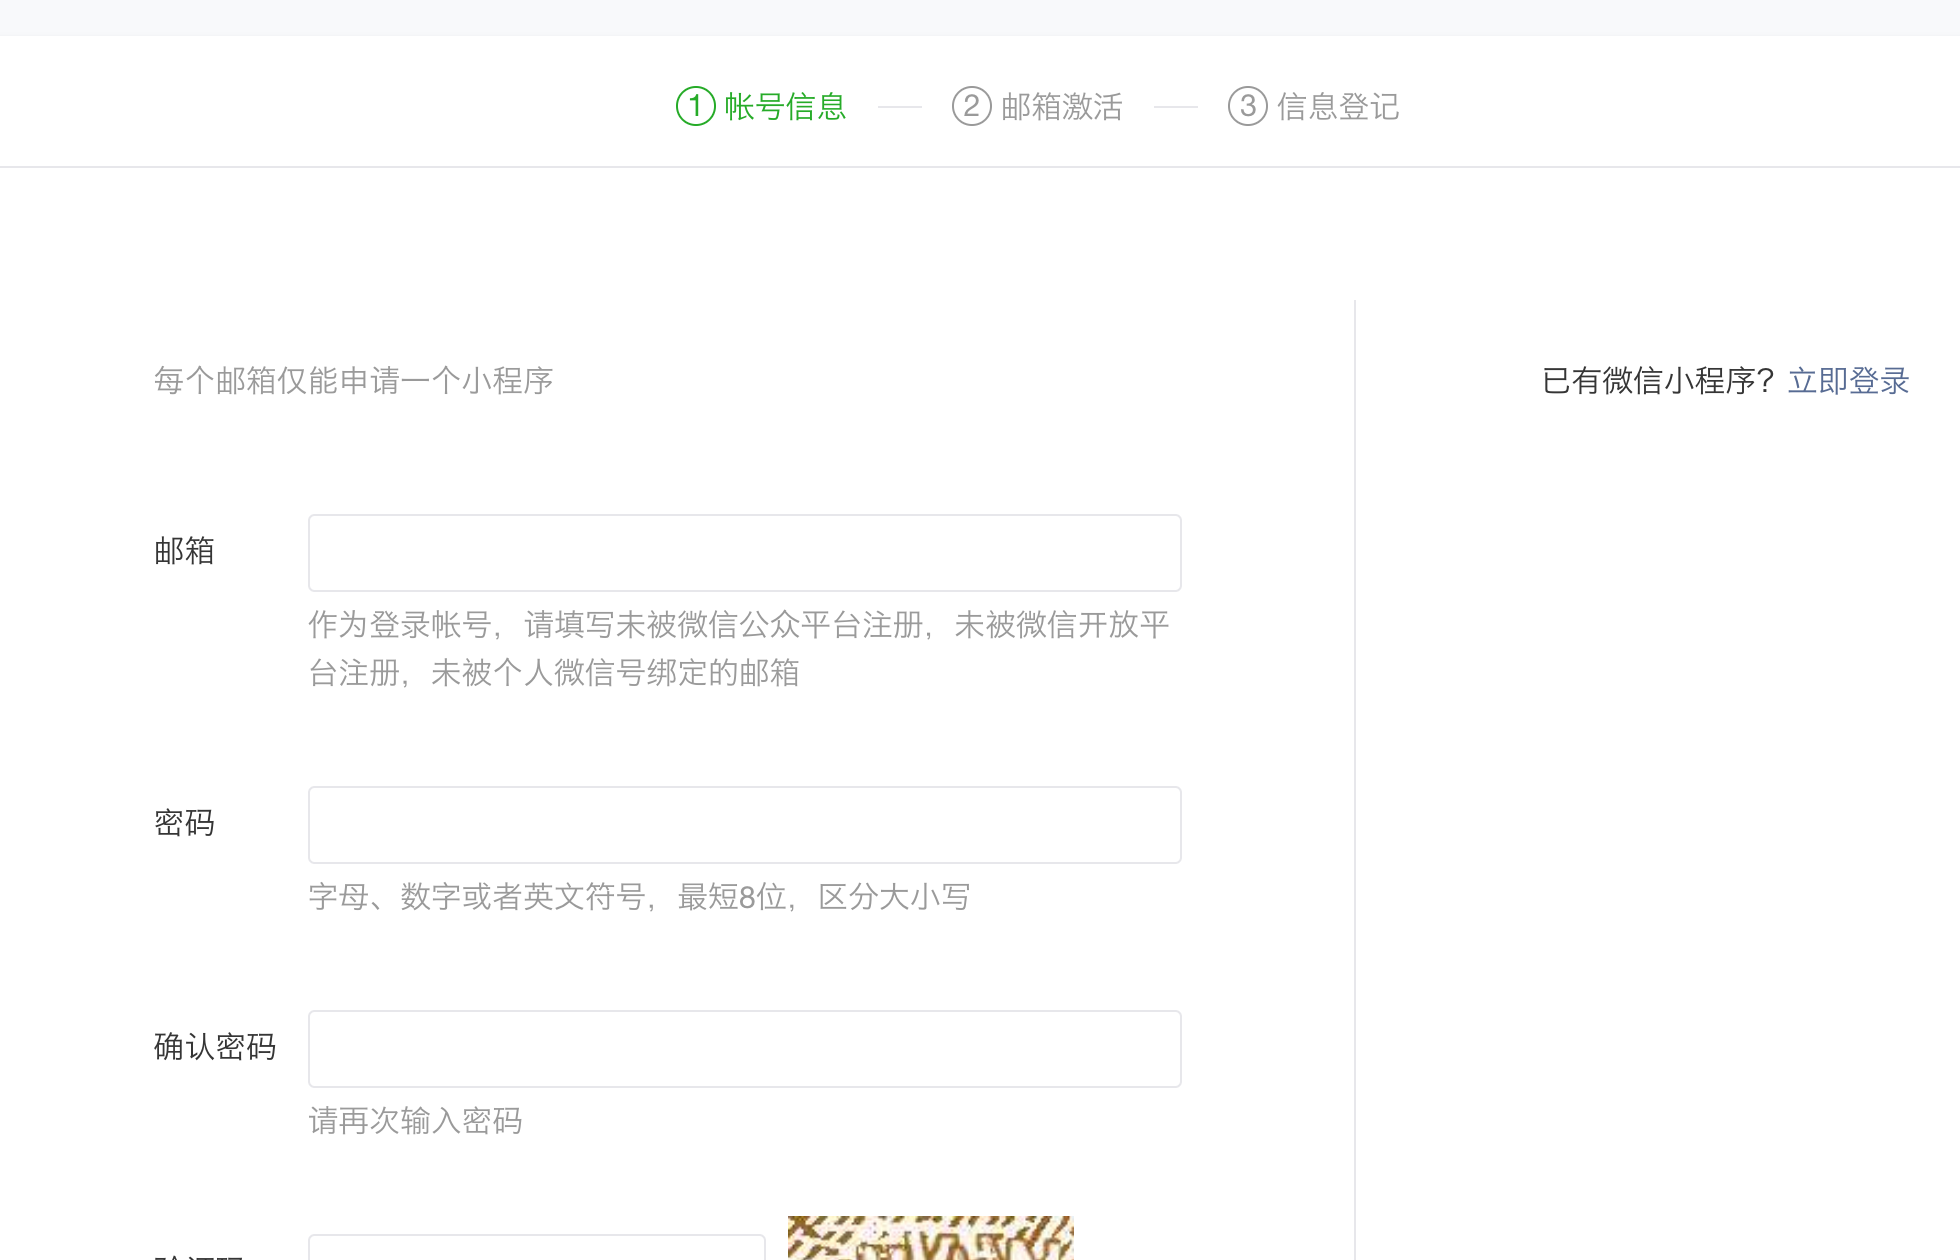 1 帐号信息 2 邮箱激活 3 信息登记
每个邮箱仅能申请一个小程序
已有微信小程序？立即登录
邮箱
作为登录帐号，请填写未被微信公众平台注册，未被微信开放平
台注册，未被个人微信号绑定的邮箱
密码
字母、数字或者英文符号，最短8位，区分大小写
确认密码
请再次输入密码